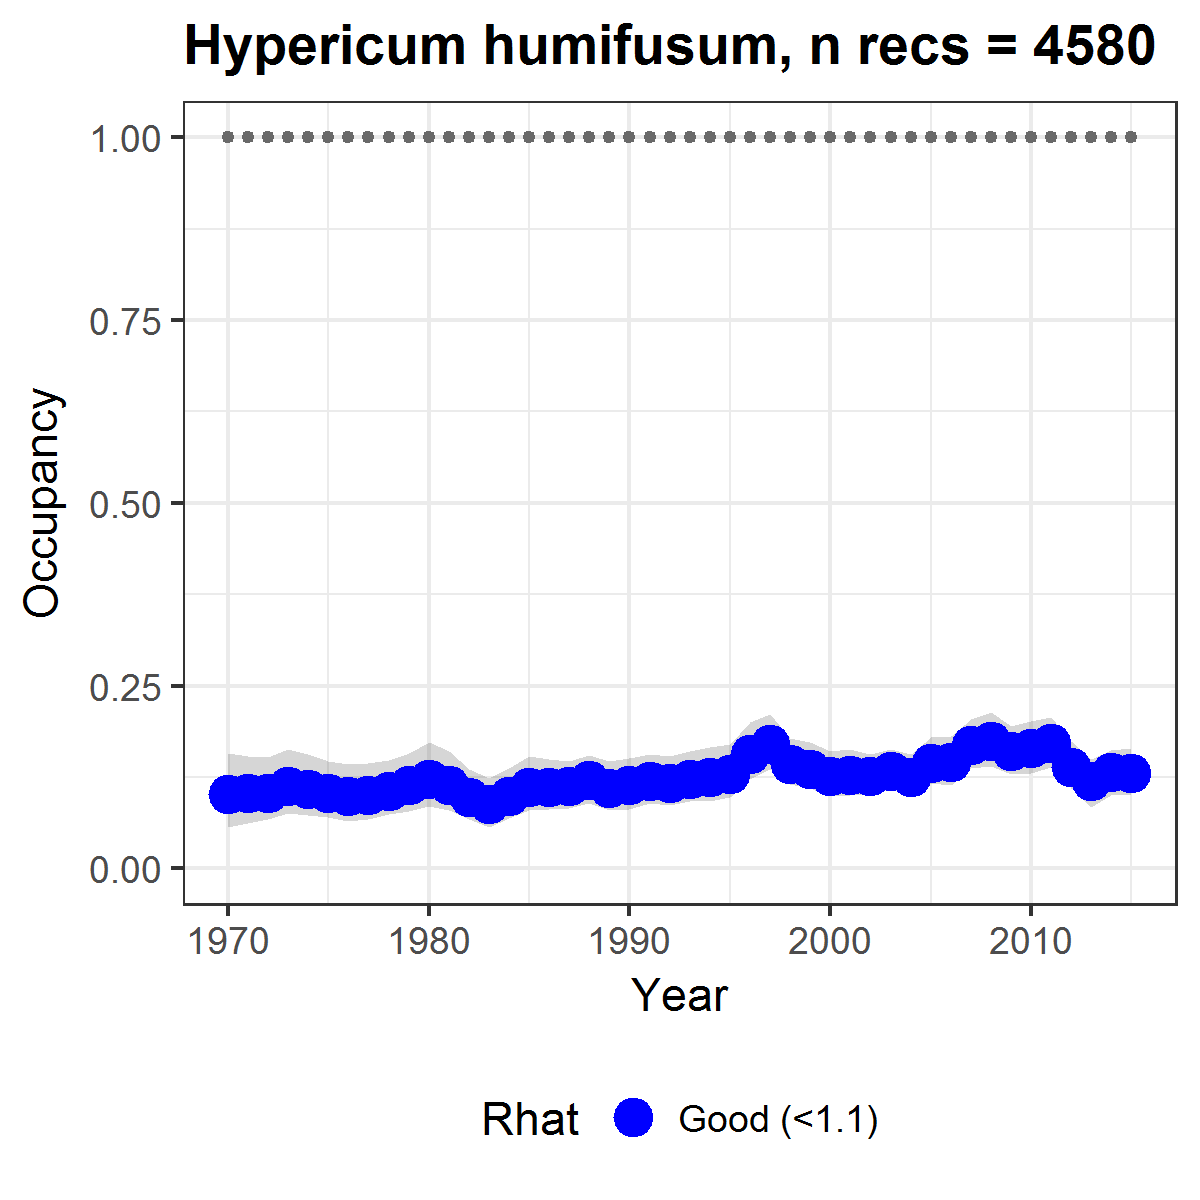 Hypericum humifusum, n recs = 4580
1.00
0.75
0.50
0.25
0.00
Occupancy
1970 1980 1990 2000 2010
Year
Rhat Good (<1.1)